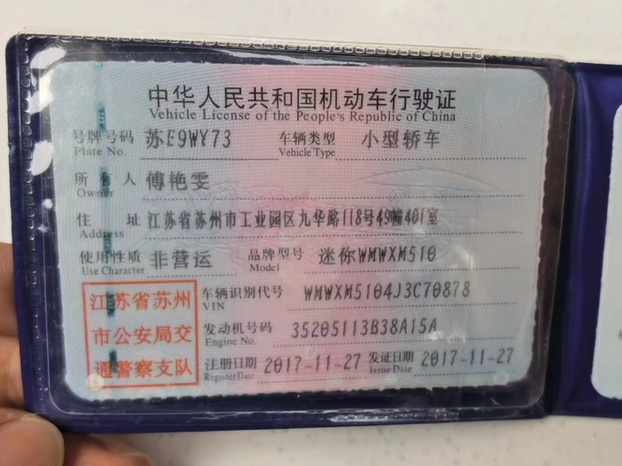 中华人民共和国机动车行驶证
Vehicle License of the People's Republic of China
号牌号码 苏E9WY73 车辆类型 小型轿车
Plate No. Vehicle Type
所有人 傅艳雯
Owner
住址 江苏省苏州市工业园区九华路118号49幢401室
Address
使用性质 非营运 品牌型号 迷你WMWXM510
Use Character Model
江苏省苏州 车辆识别代号 WMWXM5104J3C70878
VIN
市公安局交 发动机号码 35205113B38A15A
Engine No.
通警察支队 注册日期 2017-11-27 发证日期 2017-11-27
Register Date Issue Date